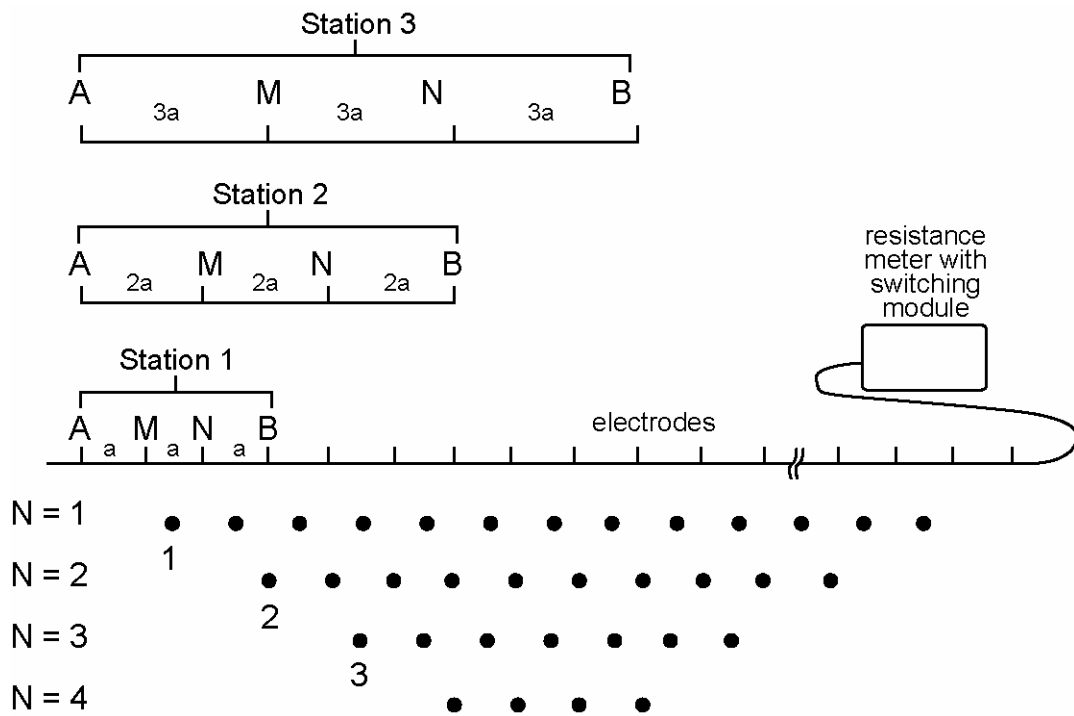 Station 3
A M N B
3a 3a 3a
Station 2
A M N B
2a 2a 2a
resistance
meter with
switching
module
Station 1
A M N B
a a a
electrodes
N = 1
1
N = 2
2
N = 3
3
N = 4